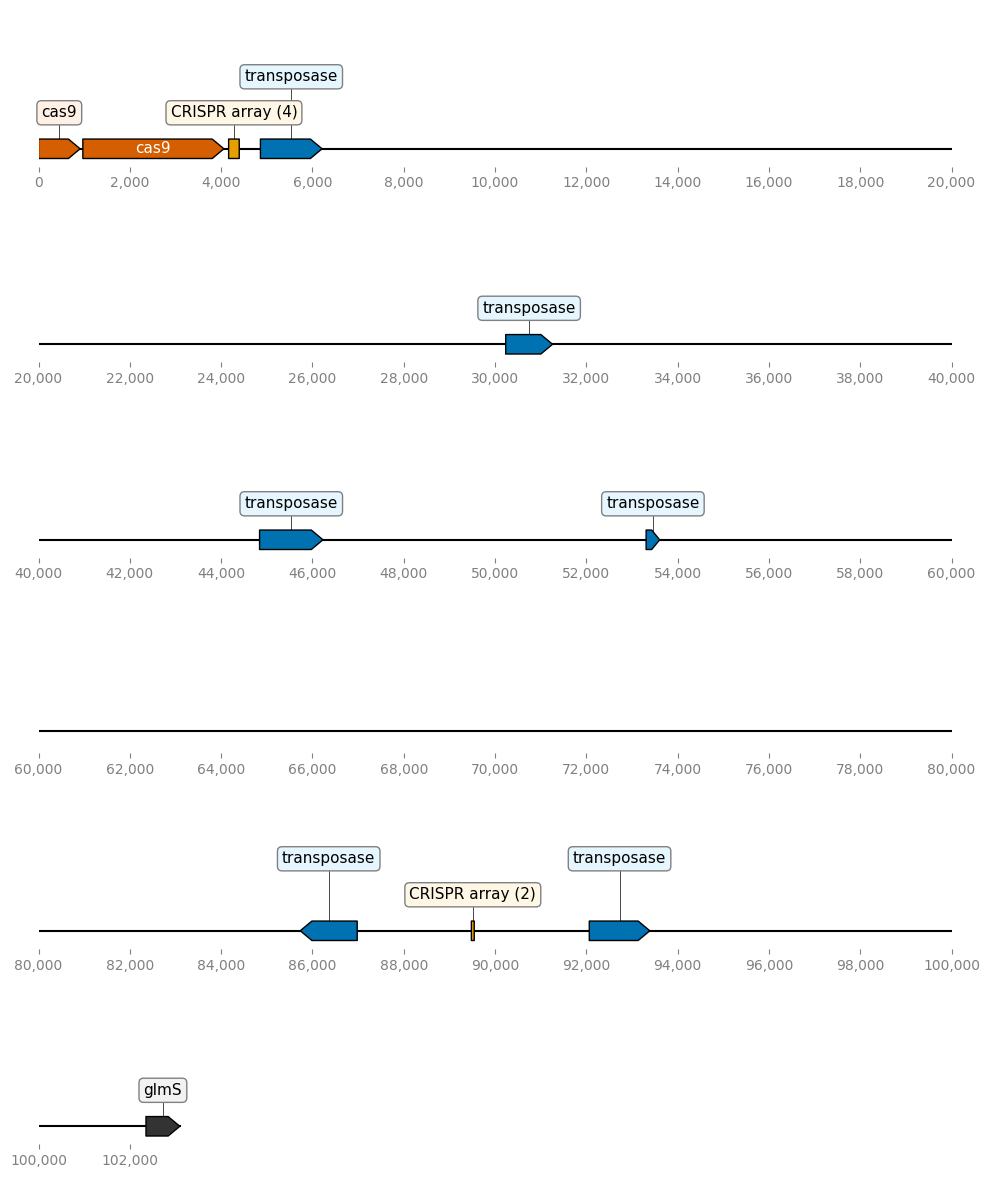 transposase
cas9 CRISPR array (4)
cas9
0 2,000 4,000 6,000 8,000 10,000 12,000 14,000 16,000 18,000 20,000
transposase
20,000 22,000 24,000 26,000 28,000 30,000 32,000 34,000 36,000 38,000 40,000
transposase transposase
40,000 42,000 44,000 46,000 48,000 50,000 52,000 54,000 56,000 58,000 60,000
60,000 62,000 64,000 66,000 68,000 70,000 72,000 74,000 76,000 78,000 80,000
transposase transposase
CRISPR array (2)
80,000 82,000 84,000 86,000 88,000 90,000 92,000 94,000 96,000 98,000 100,000
glmS
100,000 102,000